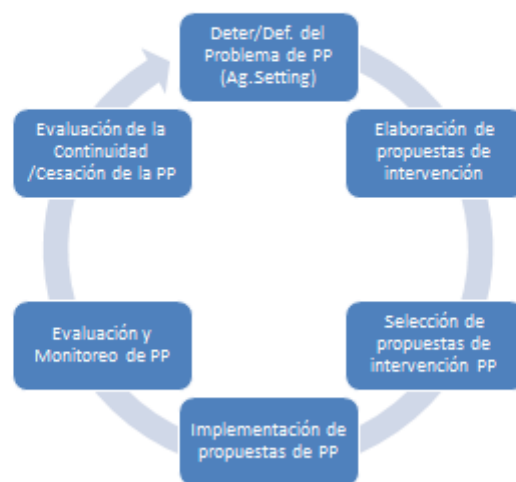 Deter/Def. del
Problema de PP
(Ag.Setting)
Elaboración de
propuestas de
intervención
Selección de
propuestas de
intervención PP
Implementación de
propuestas de PP
Evaluación y
Monitoreo de PP
Evaluación de la
Continuidad
/Cesación de la PP